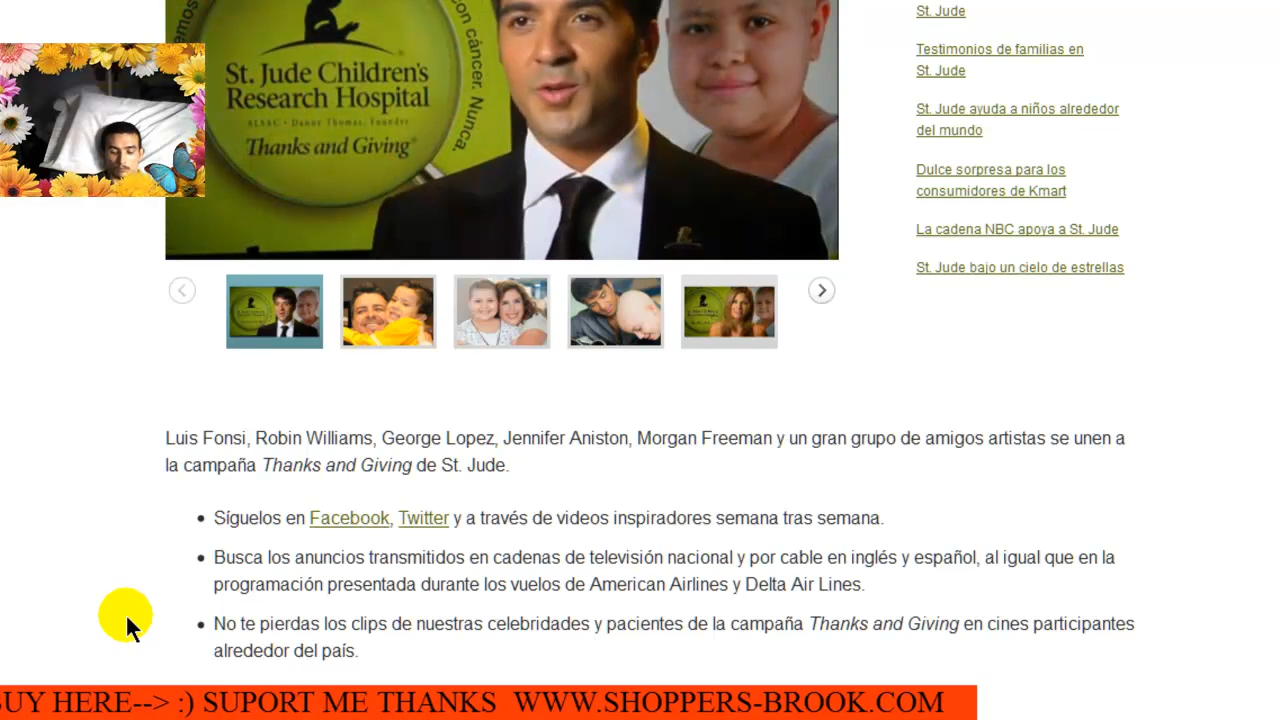 con cáncer. Nunca
St. Jude Children's
Research Hospital
ALSAC • Danny Thomas, Founder
Thanks and Giving
St. Jude
Testimonios de familias en
St. Jude
St. Jude ayuda a niños alrededor
del mundo
Dulce sorpresa para los
consumidores de Kmart
La cadena NBC apoya a St. Jude
St. Jude bajo un cielo de estrellas
Luis Fonsi, Robin Williams, George Lopez, Jennifer Aniston, Morgan Freeman y un gran grupo de amigos artistas se unen a
la campaña Thanks and Giving de St. Jude.
• Síguelos en Facebook, Twitter y a través de videos inspiradores semana tras semana.
• Busca los anuncios transmitidos en cadenas de televisión nacional y por cable en inglés y español, al igual que en la
programación presentada durante los vuelos de American Airlines y Delta Air Lines.
• No te pierdas los clips de nuestras celebridades y pacientes de la campaña Thanks and Giving en cines participantes
alrededor del país.
BUY HERE--> :) SUPORT ME THANKS WWW.SHOPPERS-BROOK.COM